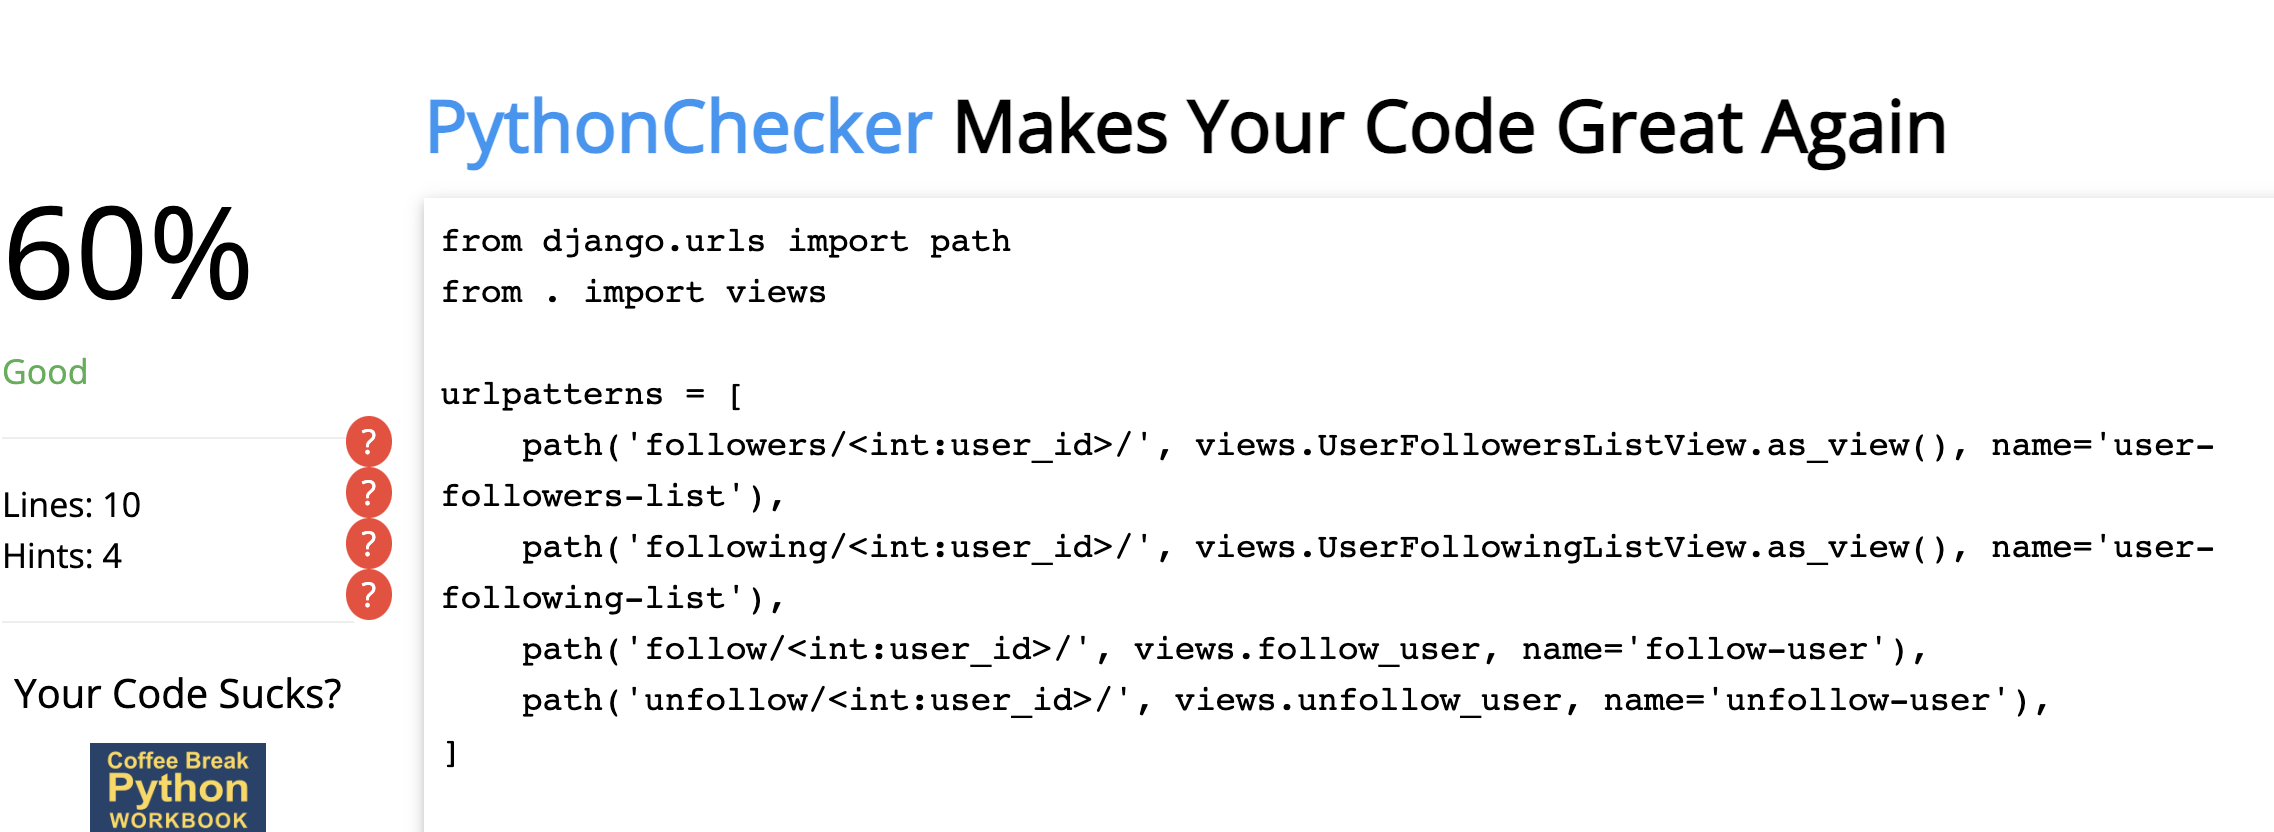 PythonChecker Makes Your Code Great Again
60%
Good
?
?
?
?
Lines: 10
Hints: 4
Your Code Sucks?
Coffee Break
Python
WORKBOOK
from django.urls import path
from . import views

urlpatterns = [
    path('followers/<int:user_id>/', views.UserFollowersListView.as_view(), name='user-
followers-list'),
    path('following/<int:user_id>/', views.UserFollowingListView.as_view(), name='user-
following-list'),
    path('follow/<int:user_id>/', views.follow_user, name='follow-user'),
    path('unfollow/<int:user_id>/', views.unfollow_user, name='unfollow-user'),
]